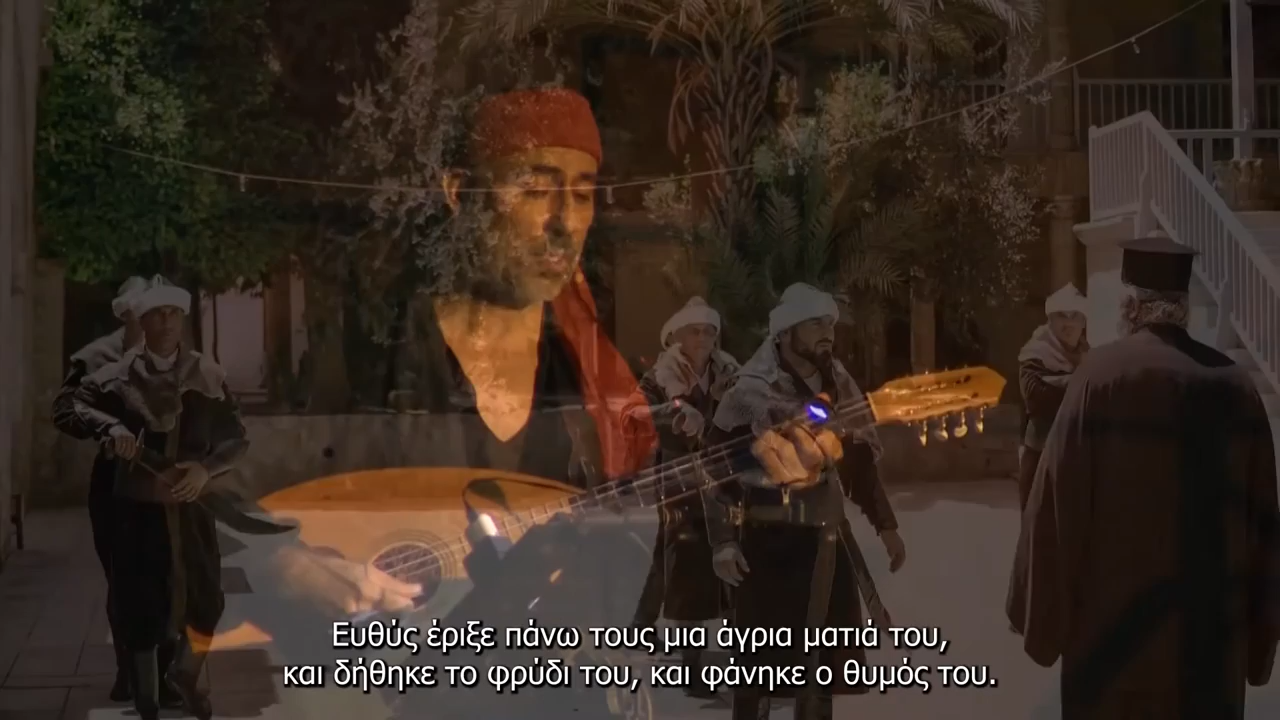 Ευθύς έριξε πάνω τους μια άγρια ματιά του,
και δήθηκε το φρύδι του, και φάνηκε ο θυμός του.